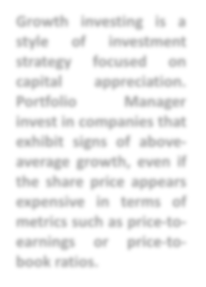 Growth investing is a
style of investment
strategy focused on
capital appreciation.
Portfolio Manager
invest in companies that
exhibit signs of above-
average growth, even if
the share price appears
expensive in terms of
metrics such as price-to-
earnings or price-to-
book ratios.